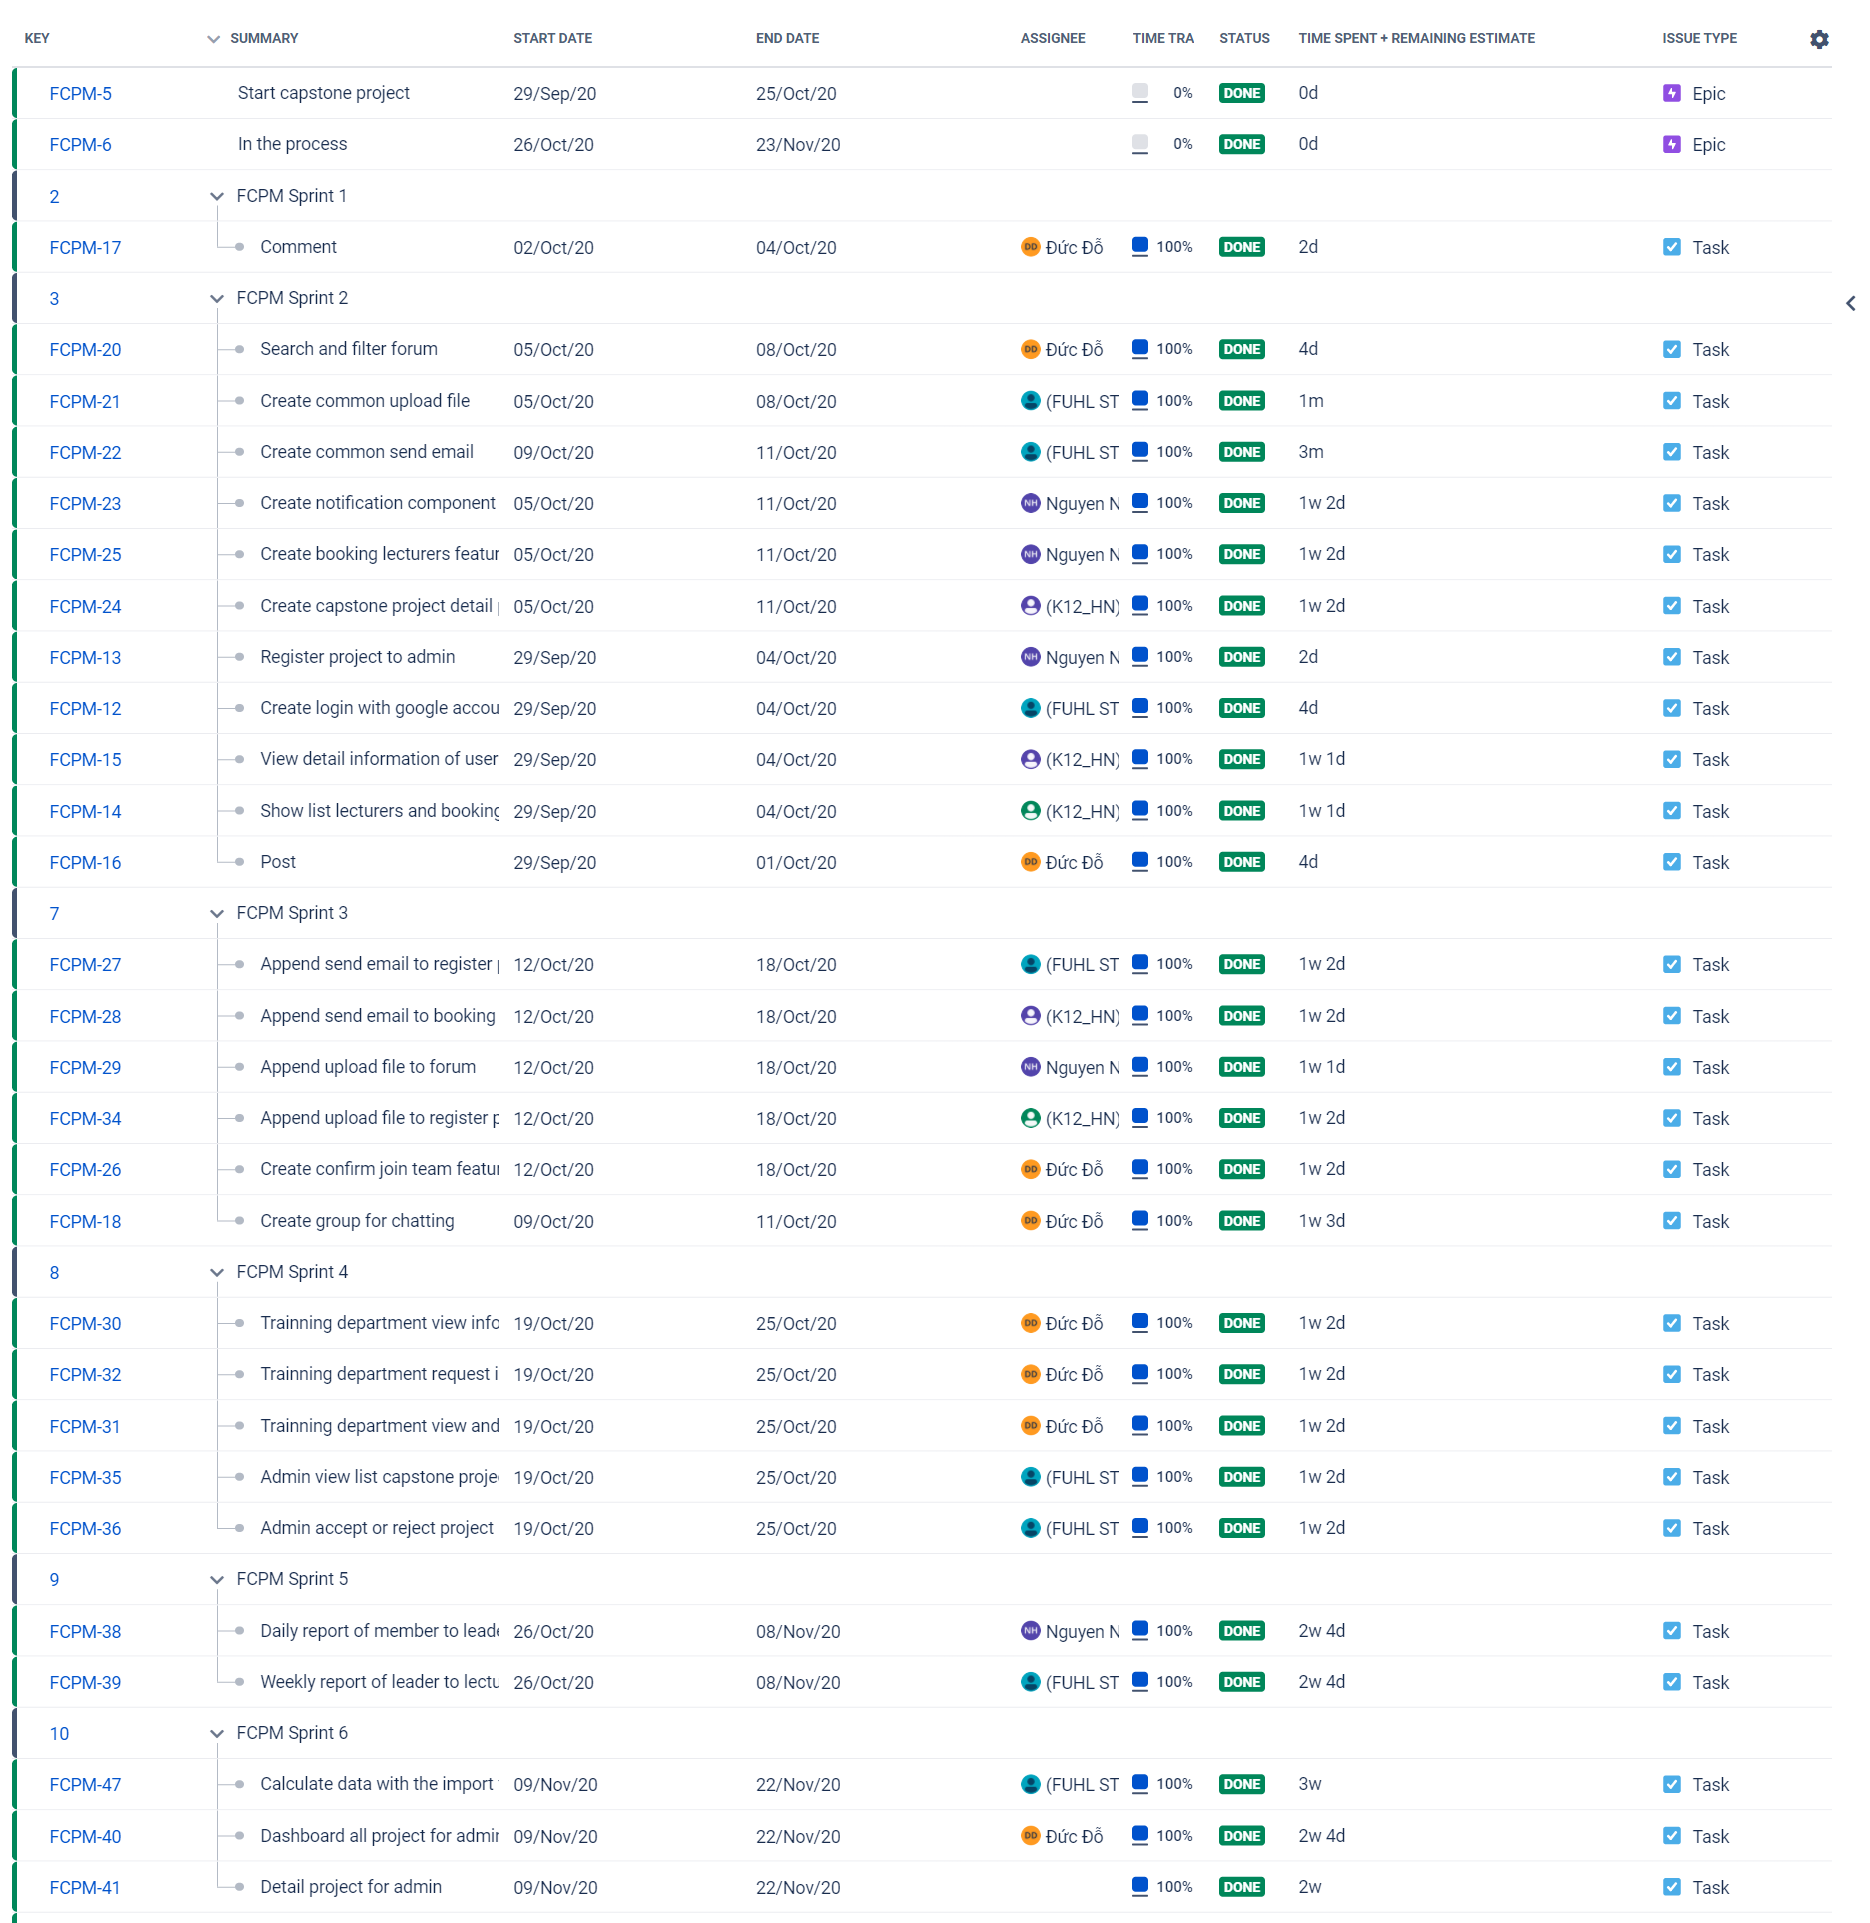 KEY SUMMARY START DATE END DATE ASSIGNEE TIME TRA STATUS TIME SPENT + REMAINING ESTIMATE ISSUE TYPE
FCPM-5 Start capstone project 29/Sep/20 25/Oct/20 0% DONE 0d Epic
FCPM-6 In the process 26/Oct/20 23/Nov/20 0% DONE 0d Epic
2 FCPM Sprint 1
FCPM-17 Comment 02/Oct/20 04/Oct/20 DD Đức Đỗ 100% DONE 2d Task
3 FCPM Sprint 2
FCPM-20 Search and filter forum 05/Oct/20 08/Oct/20 DD Đức Đỗ 100% DONE 4d Task
FCPM-21 Create common upload file 05/Oct/20 08/Oct/20 (FUHL ST 100% DONE 1m Task
FCPM-22 Create common send email 09/Oct/20 11/Oct/20 (FUHL ST 100% DONE 3m Task
FCPM-23 Create notification component 05/Oct/20 11/Oct/20 NH Nguyen N 100% DONE 1w 2d Task
FCPM-25 Create booking lecturers featur 05/Oct/20 11/Oct/20 NH Nguyen N 100% DONE 1w 2d Task
FCPM-24 Create capstone project detail 05/Oct/20 11/Oct/20 (K12_HN) 100% DONE 1w 2d Task
FCPM-13 Register project to admin 29/Sep/20 04/Oct/20 NH Nguyen N 100% DONE 2d Task
FCPM-12 Create login with google accou 29/Sep/20 04/Oct/20 (FUHL ST 100% DONE 4d Task
FCPM-15 View detail information of user 29/Sep/20 04/Oct/20 (K12_HN) 100% DONE 1w 1d Task
FCPM-14 Show list lecturers and booking 29/Sep/20 04/Oct/20 (K12_HN) 100% DONE 1w 1d Task
FCPM-16 Post 29/Sep/20 01/Oct/20 DD Đức Đỗ 100% DONE 4d Task
7 FCPM Sprint 3
FCPM-27 Append send email to register 12/Oct/20 18/Oct/20 (FUHL ST 100% DONE 1w 2d Task
FCPM-28 Append send email to booking 12/Oct/20 18/Oct/20 (K12_HN) 100% DONE 1w 2d Task
FCPM-29 Append upload file to forum 12/Oct/20 18/Oct/20 NH Nguyen N 100% DONE 1w 1d Task
FCPM-34 Append upload file to register p 12/Oct/20 18/Oct/20 (K12_HN) 100% DONE 1w 2d Task
FCPM-26 Create confirm join team featur 12/Oct/20 18/Oct/20 DD Đức Đỗ 100% DONE 1w 2d Task
FCPM-18 Create group for chatting 09/Oct/20 11/Oct/20 DD Đức Đỗ 100% DONE 1w 3d Task
8 FCPM Sprint 4
FCPM-30 Trainning department view info 19/Oct/20 25/Oct/20 DD Đức Đỗ 100% DONE 1w 2d Task
FCPM-32 Trainning department request i 19/Oct/20 25/Oct/20 DD Đức Đỗ 100% DONE 1w 2d Task
FCPM-31 Trainning department view and 19/Oct/20 25/Oct/20 DD Đức Đỗ 100% DONE 1w 2d Task
FCPM-35 Admin view list capstone proje 19/Oct/20 25/Oct/20 (FUHL ST 100% DONE 1w 2d Task
FCPM-36 Admin accept or reject project 19/Oct/20 25/Oct/20 (FUHL ST 100% DONE 1w 2d Task
9 FCPM Sprint 5
FCPM-38 Daily report of member to leade 26/Oct/20 08/Nov/20 NH Nguyen N 100% DONE 2w 4d Task
FCPM-39 Weekly report of leader to lectu 26/Oct/20 08/Nov/20 (FUHL ST 100% DONE 2w 4d Task
10 FCPM Sprint 6
FCPM-47 Calculate data with the import 09/Nov/20 22/Nov/20 (FUHL ST 100% DONE 3w Task
FCPM-40 Dashboard all project for admin 09/Nov/20 22/Nov/20 DD Đức Đỗ 100% DONE 2w 4d Task
FCPM-41 Detail project for admin 09/Nov/20 22/Nov/20 100% DONE 2w Task